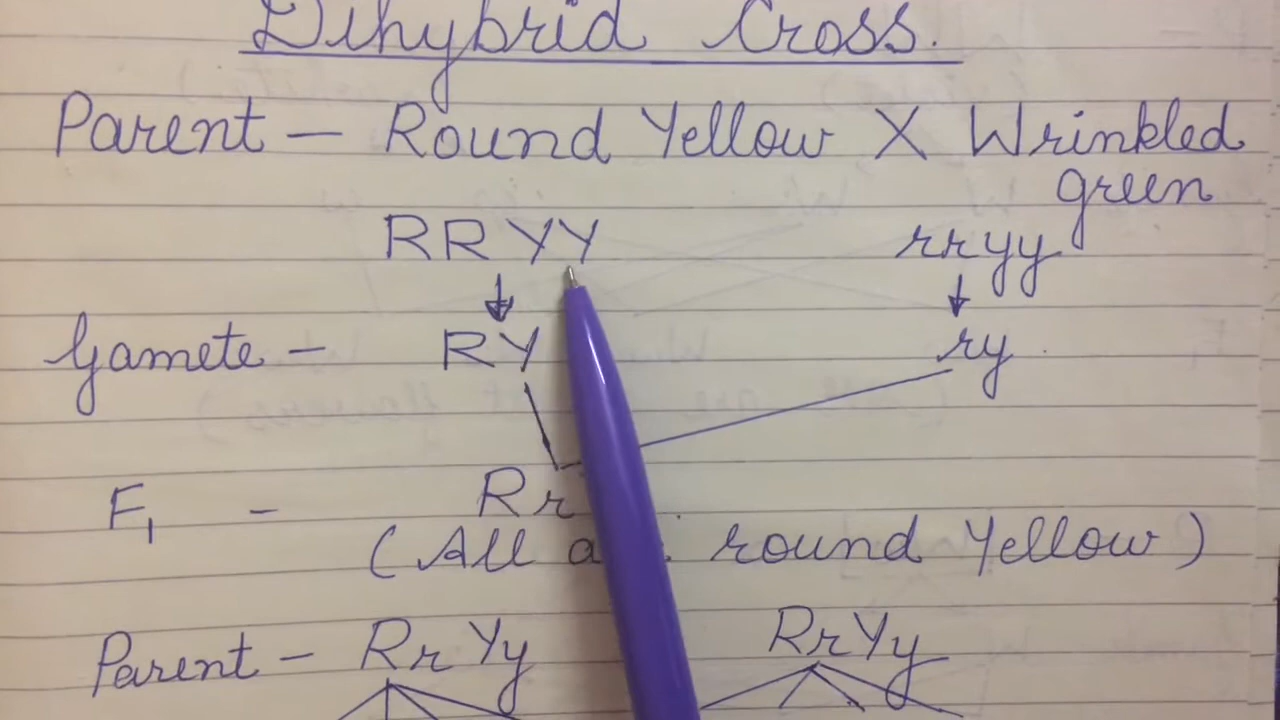 Dihybrid Cross.
Parent - Round Yellow X Wrinkled
green
RRYY rryy
Gamete - RY ry
F1 - Rr
(All round Yellow)
Parent - RrYy RrYy